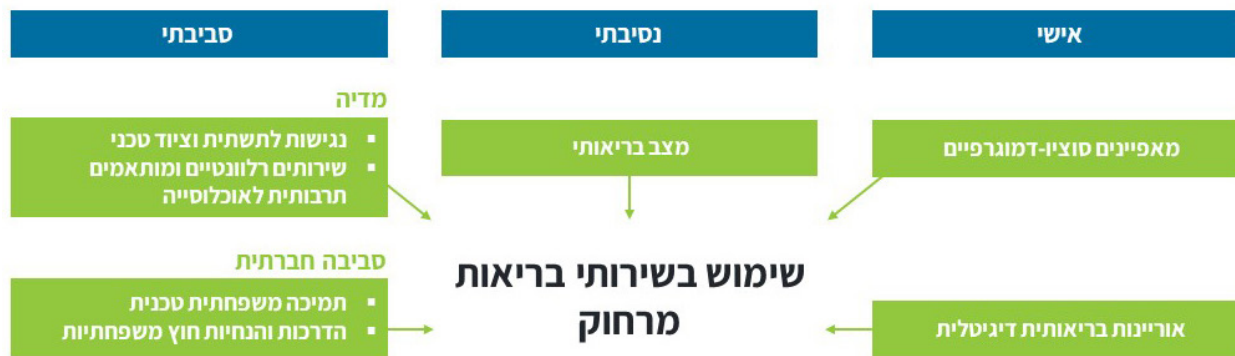 אישי
נסיבתי
סביבתי
מאפיינים סוציו-דמוגרפיים
אוריינות בריאותית דיגיטלית
מצב בריאותי
מדיה
▪ נגישות לתשתית וציוד טכני
▪ שירותים רלוונטיים ומותאמים
תרבותית לאוכלוסייה
סביבה חברתית
▪ תמיכה משפחתית טכנית
▪ הדרכות והנחיות חוץ משפחתיות
שימוש בשירותי בריאות
מרחוק